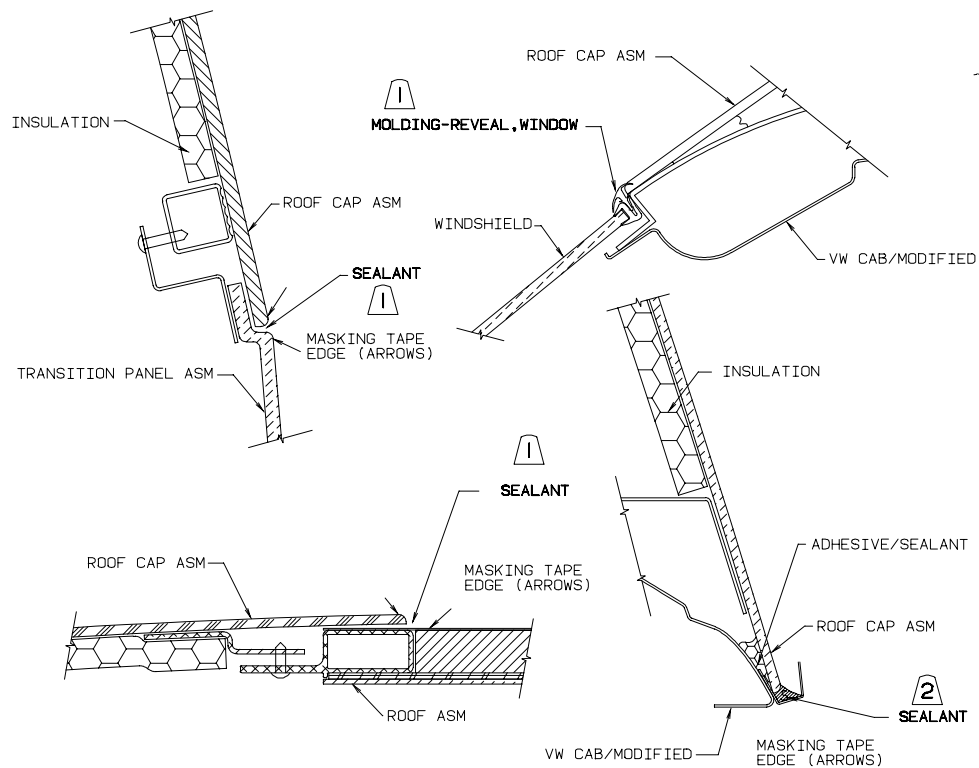 INSULATION
ROOF CAP ASM
SEALANT
1
MASKING TAPE
EDGE (ARROWS)
TRANSITION PANEL ASM
ROOF CAP ASM
1
MOLDING-REVEAL,WINDOW
WINDSHIELD
VW CAB/MODIFIED
1
SEALANT
ROOF CAP ASM
MASKING TAPE
EDGE (ARROWS)
ROOF ASM
INSULATION
ADHESIVE/SEALANT
ROOF CAP ASM
2
SEALANT
VW CAB/MODIFIED
MASKING TAPE
EDGE (ARROWS)